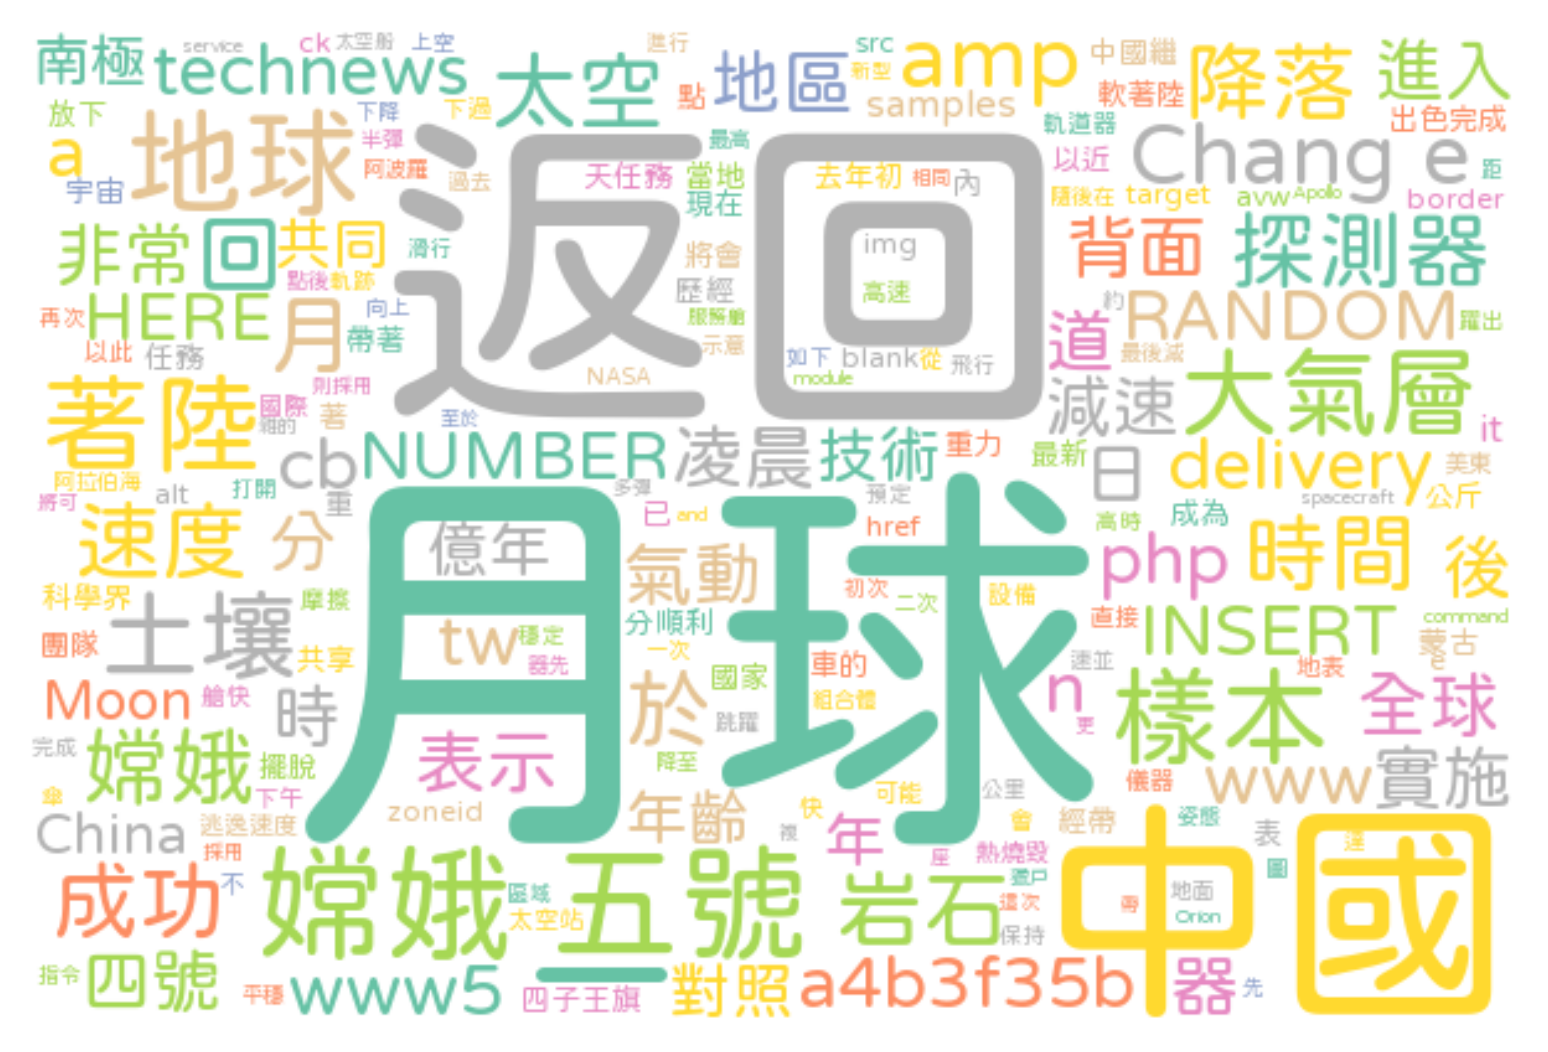 南極
technews
service
ck
太空船
上空
進行
src
中國繼
太空
點
地區
新型
amp
降落
進入
放下
下降
下過
samples
軟著陸
出色完成
a
地球
半彈
最高
軌道器
Chang e
宇宙
阿波羅
過去
返回
天任務
當地
去年初
相同
內
以近
距
現在
隨後在
target
avw
Apollo
border
非常
回
共同
滑行
將會
img
背面
探測器
點後
軌跡
歷經
高速
再次
HERE
月
向上
帶著
服務艙
約
RANDOM
躍出
以此
任務
示意
如下
blank
從
飛行
道
最後減
則採用
NASA
module
減速
大氣層
著陸
國際
著
至於
it
cb
NUMBER
凌晨
技術
重力
最新
日
delivery
美東
阿拉伯海
將可
alt
打開
重
多彈
預定
spacecraft
公斤
速度
分
月球
億年
已
and
href
高時
成為
時間
後
氣動
php
科學界
土壤
摩擦
初次
二次
設備
直接
INSERT
command
團隊
共享
tw
穩定
器先
分順利
一次
國家
車的
速並
地表
蒙古
e
Moon
艙快
時
於
組合體
n
更
樣本
全球
完成
嫦娥
擺脫
表示
跳躍
降至
儀器
www
實施
傘
下午
zoneid
年齡
可能
公里
China
逃逸速度
採用
快
複
年
會
經帶
姿態
表
成功
不
嫦娥五號
區域
太空站
座
熱燒毀
岩石
這次
保持
中國
地面
Orion
圖
指令
四號
平穩
www5
一
四子王旗
對照
a4b3f35b
器
先